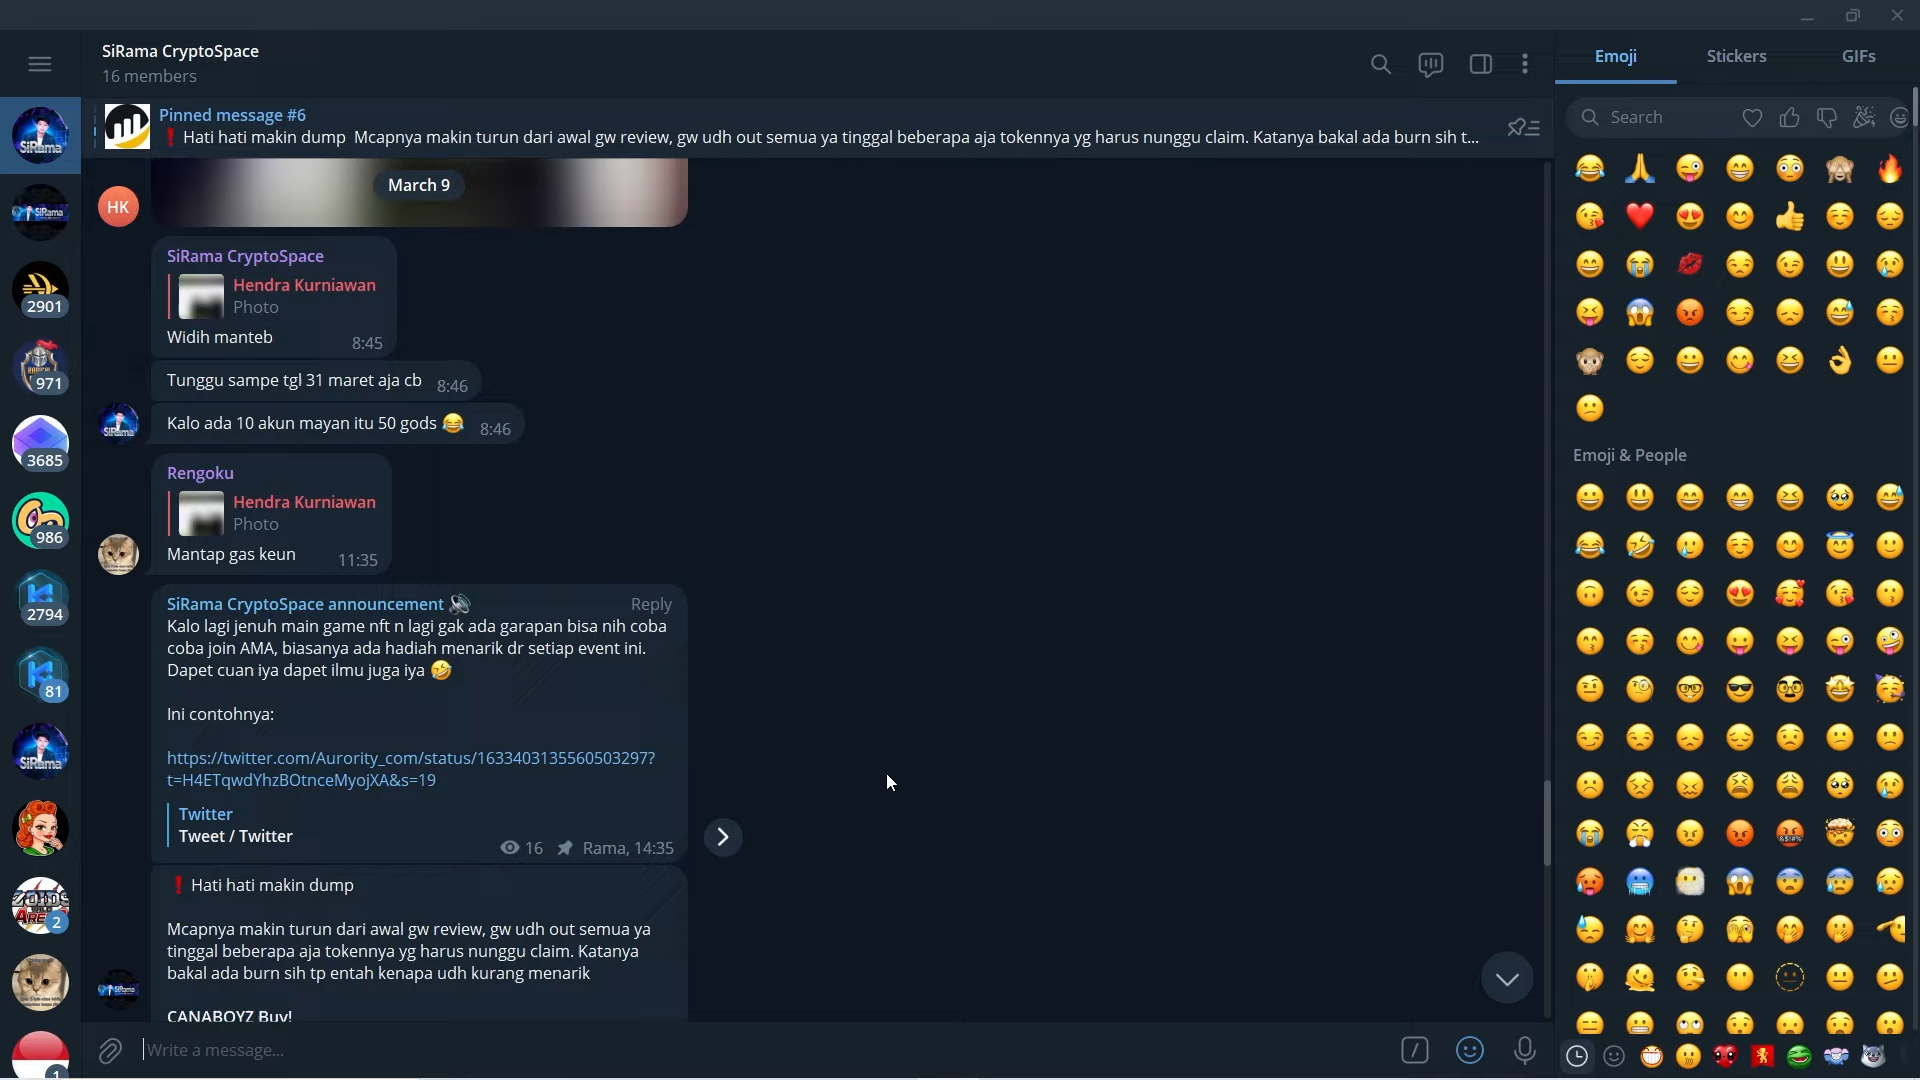 SiRama CryptoSpace
16 members
Emoji
Stickers
GIFs
Pinned message #6
❗ Hati hati makin dump Mcapnya makin turun dari awal gw review, gw udh out semua ya tinggal beberapa aja tokennya yg harus nunggu claim. Katanya bakal ada burn sih t...
Search
SiRama
SiRama
2901
971
3685
986
2794
81
SiRama
ZOIDS
WILD
ARE
2
1
March 9
HK
SiRama CryptoSpace
Hendra Kurniawan
Photo
Widih manteb
8:45
Tunggu sampe tgl 31 maret aja cb 8:46
SiRama
Kalo ada 10 akun mayan itu 50 gods 😂 8:46
Rengoku
Hendra Kurniawan
Photo
Mantap gas keun 11:35
SiRama CryptoSpace announcement 🔊 Reply
Kalo lagi jenuh main game nft n lagi gak ada garapan bisa nih coba
coba join AMA, biasanya ada hadiah menarik dr setiap event ini.
Dapet cuan iya dapet ilmu juga iya 🤣
Ini contohnya:
https://twitter.com/Aurority_com/status/1633403135560503297?
t=H4ETqwdYhzBOtnceMyojXA&s=19
Twitter
Tweet / Twitter
16 Rama, 14:35
❗ Hati hati makin dump
Mcapnya makin turun dari awal gw review, gw udh out semua ya
tinggal beberapa aja tokennya yg harus nunggu claim. Katanya
bakal ada burn sih tp entah kenapa udh kurang menarik
SiRama
CANABOYZ Buy!
Write a message...
Emoji & People